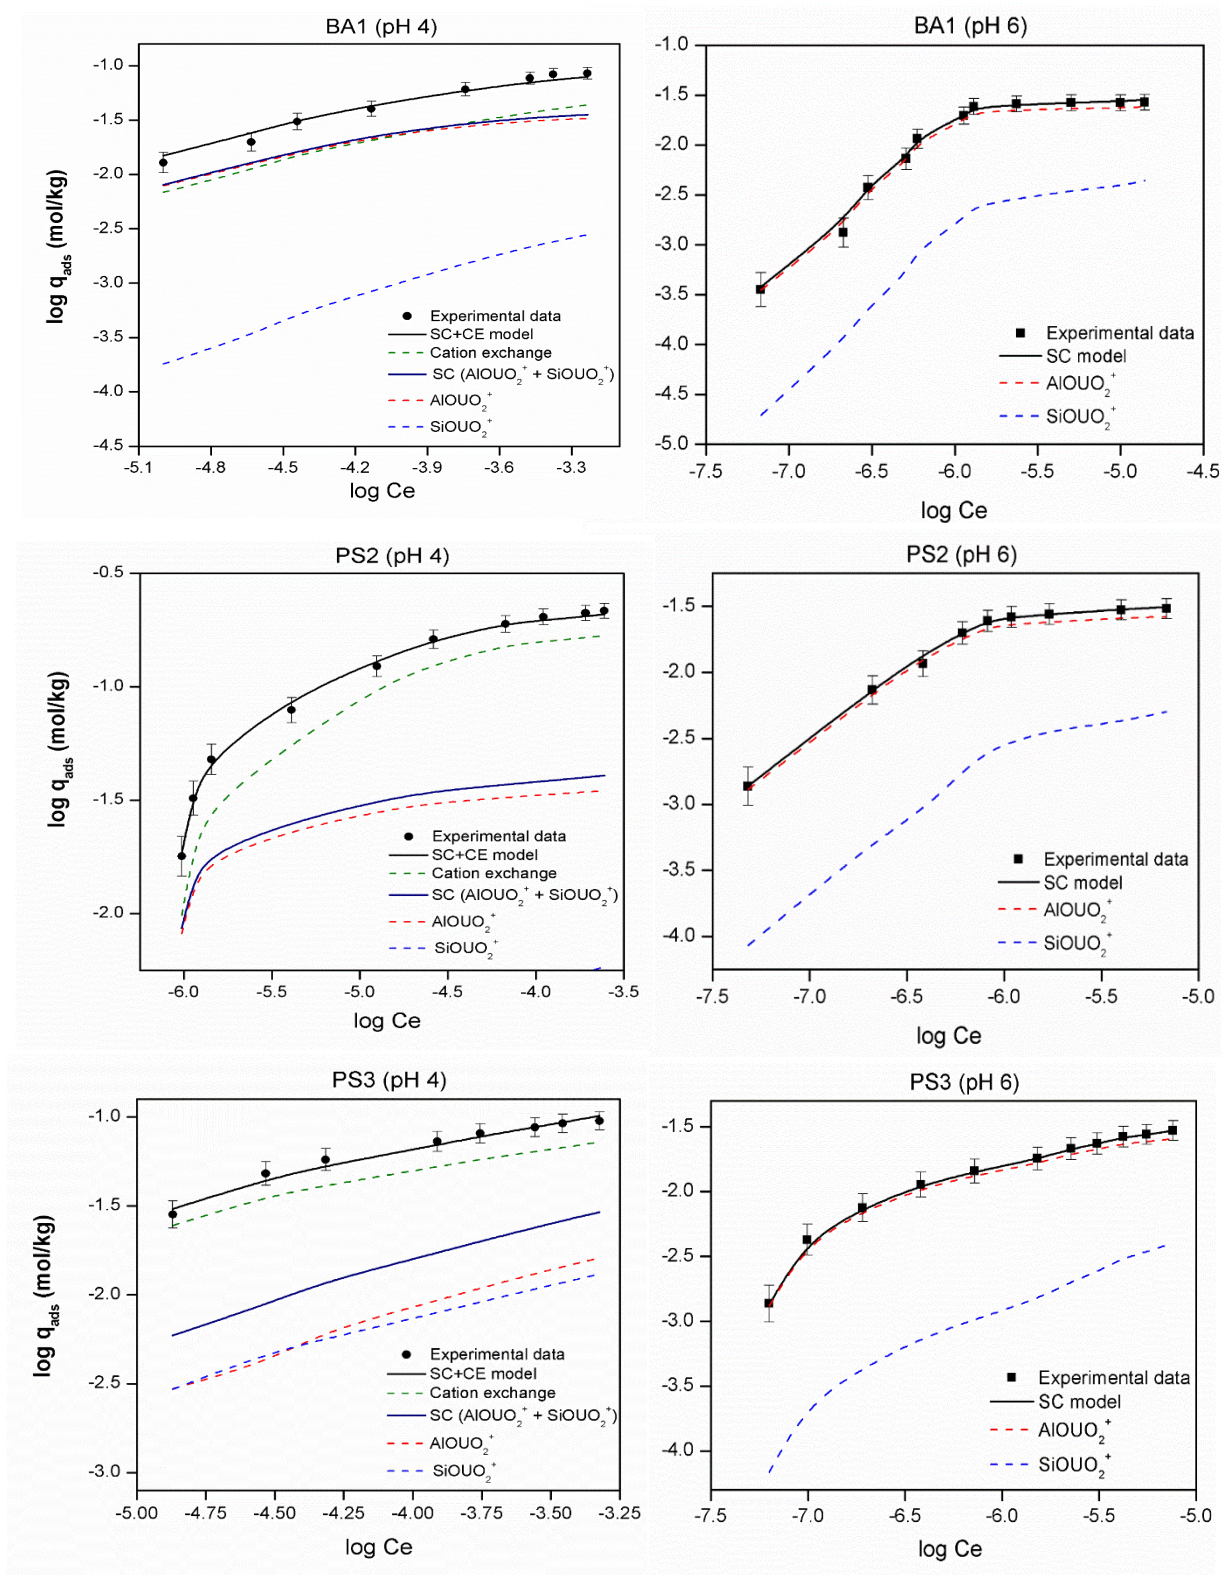 BA1 (pH 4)
log q_ads (mol/kg)
-1.0
-1.5
-2.0
-2.5
-3.0
-3.5
-4.0
-4.5
Experimental data
SC+CE model
Cation exchange
SC (AlOUO₂⁺ + SiOUO₂⁺)
AlOUO₂⁺
SiOUO₂⁺
-5.1 -4.8 -4.5 -4.2 -3.9 -3.6 -3.3
log Ce
BA1 (pH 6)
-1.0
-1.5
-2.0
-2.5
-3.0
-3.5
-4.0
-4.5
-5.0
Experimental data
SC model
AlOUO₂⁺
SiOUO₂⁺
-7.5 -7.0 -6.5 -6.0 -5.5 -5.0 -4.5
log Ce
PS2 (pH 4)
log q_ads (mol/kg)
-0.5
-1.0
-1.5
-2.0
Experimental data
SC+CE model
Cation exchange
SC (AlOUO₂⁺ + SiOUO₂⁺)
AlOUO₂⁺
SiOUO₂⁺
-6.0 -5.5 -5.0 -4.5 -4.0 -3.5
log Ce
PS2 (pH 6)
-1.5
-2.0
-2.5
-3.0
-3.5
-4.0
Experimental data
SC model
AlOUO₂⁺
SiOUO₂⁺
-7.5 -7.0 -6.5 -6.0 -5.5 -5.0
log Ce
PS3 (pH 4)
log q_ads (mol/kg)
-1.0
-1.5
-2.0
-2.5
-3.0
Experimental data
SC+CE model
Cation exchange
SC (AlOUO₂⁺ + SiOUO₂⁺)
AlOUO₂⁺
SiOUO₂⁺
-5.00 -4.75 -4.50 -4.25 -4.00 -3.75 -3.50 -3.25
log Ce
PS3 (pH 6)
-1.5
-2.0
-2.5
-3.0
-3.5
-4.0
Experimental data
SC model
AlOUO₂⁺
SiOUO₂⁺
-7.5 -7.0 -6.5 -6.0 -5.5 -5.0
log Ce